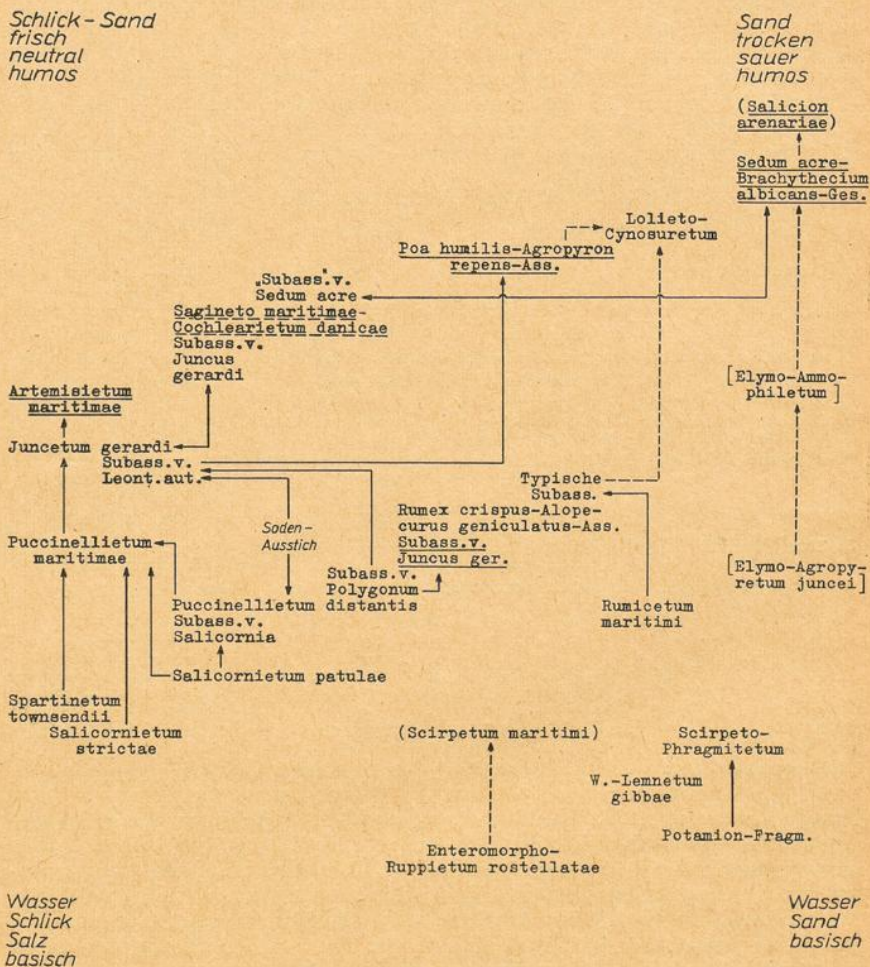 Schlick - Sand
frisch
neutral
humos
Sand
trocken
sauer
humos
(Salicion
arenariae)
Sedum acre-
Brachythecium
albicans-Ges.
Lolieto-
Cynosuretum
Poa humilis-Agropyron
repens-Ass.
Subass.v.
Sedum acre
Sagineto maritimae-
Cochlearietum danicae
Subass.v.
Juncus
gerardi
[Elymo-Ammo-
philetum]
Artemisietum
maritimae
Juncetum gerardi
Subass.v.
Leont.aut.
Typische
Subass.
Rumex crispus-Alope-
curus geniculatus-Ass.
Subass.v.
Juncus ger.
Soden-
Ausstich
Puccinellietum
maritimae
[Elymo-Agropy-
retum juncei]
Subass.v.
Polygonum
Puccinellietum distantis
Subass.v.
Salicornia
Rumicetum
maritimi
Salicornietum patulae
Spartinetum
townsendii
Salicornietum
strictae
(Scirpetum maritimi)
Scirpeto-
Phragmitetum
W.-Lemnetum
gibbae
Potamion-Fragm.
Enteromorpho-
Ruppietum rostellatae
Wasser
Schlick
Salz
basisch
Wasser
Sand
basisch